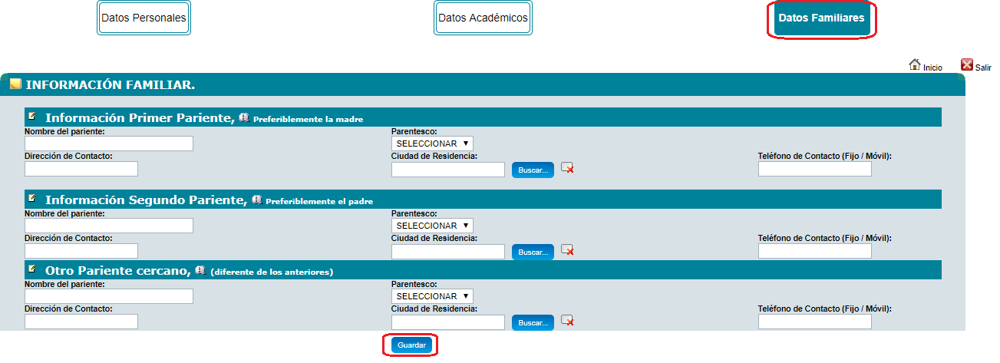 Datos Personales Datos Académicos Datos Familiares
Inicio Salir
INFORMACIÓN FAMILIAR.
Información Primer Pariente, Preferiblemente la madre
Nombre del pariente: Parentesco:
SELECCIONAR
Dirección de Contacto: Ciudad de Residencia: Teléfono de Contacto (Fijo / Móvil):
Buscar...
Información Segundo Pariente, Preferiblemente el padre
Nombre del pariente: Parentesco:
SELECCIONAR
Dirección de Contacto: Ciudad de Residencia: Teléfono de Contacto (Fijo / Móvil):
Buscar...
Otro Pariente cercano, (diferente de los anteriores)
Nombre del pariente: Parentesco:
SELECCIONAR
Dirección de Contacto: Ciudad de Residencia: Teléfono de Contacto (Fijo / Móvil):
Buscar...
Guardar